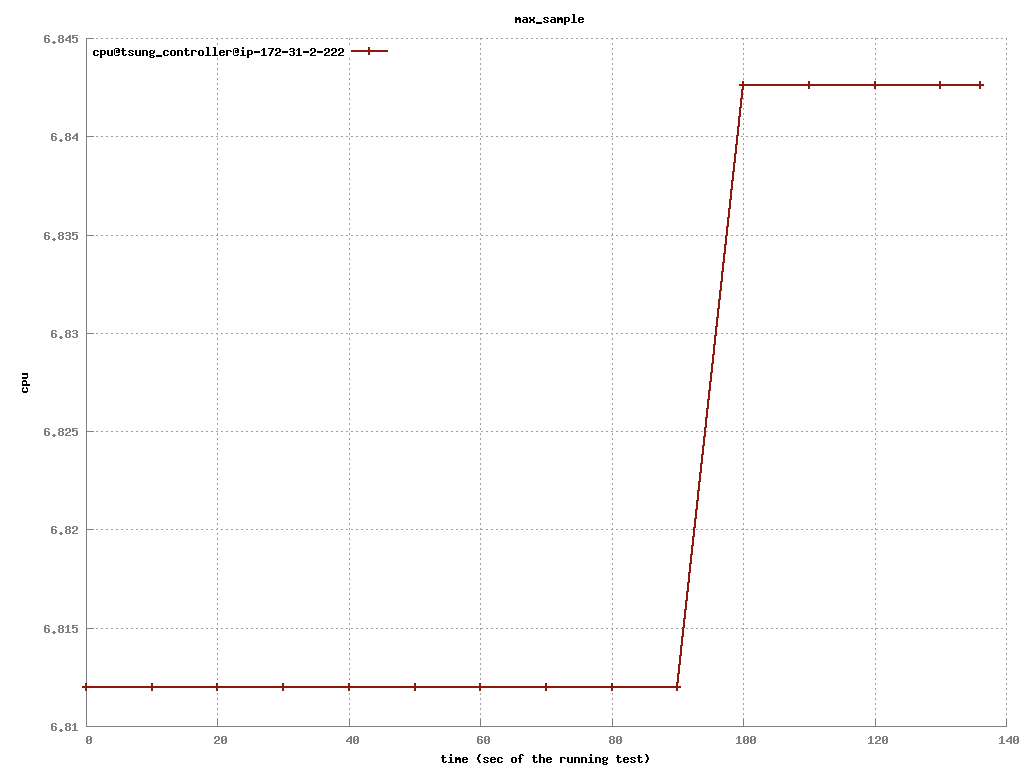 max_sample
cpu@tsung_controller@ip-172-31-2-222
6.845
6.84
6.835
6.83
6.825
6.82
6.815
6.81
cpu
0 20 40 60 80 100 120 140
time (sec of the running test)